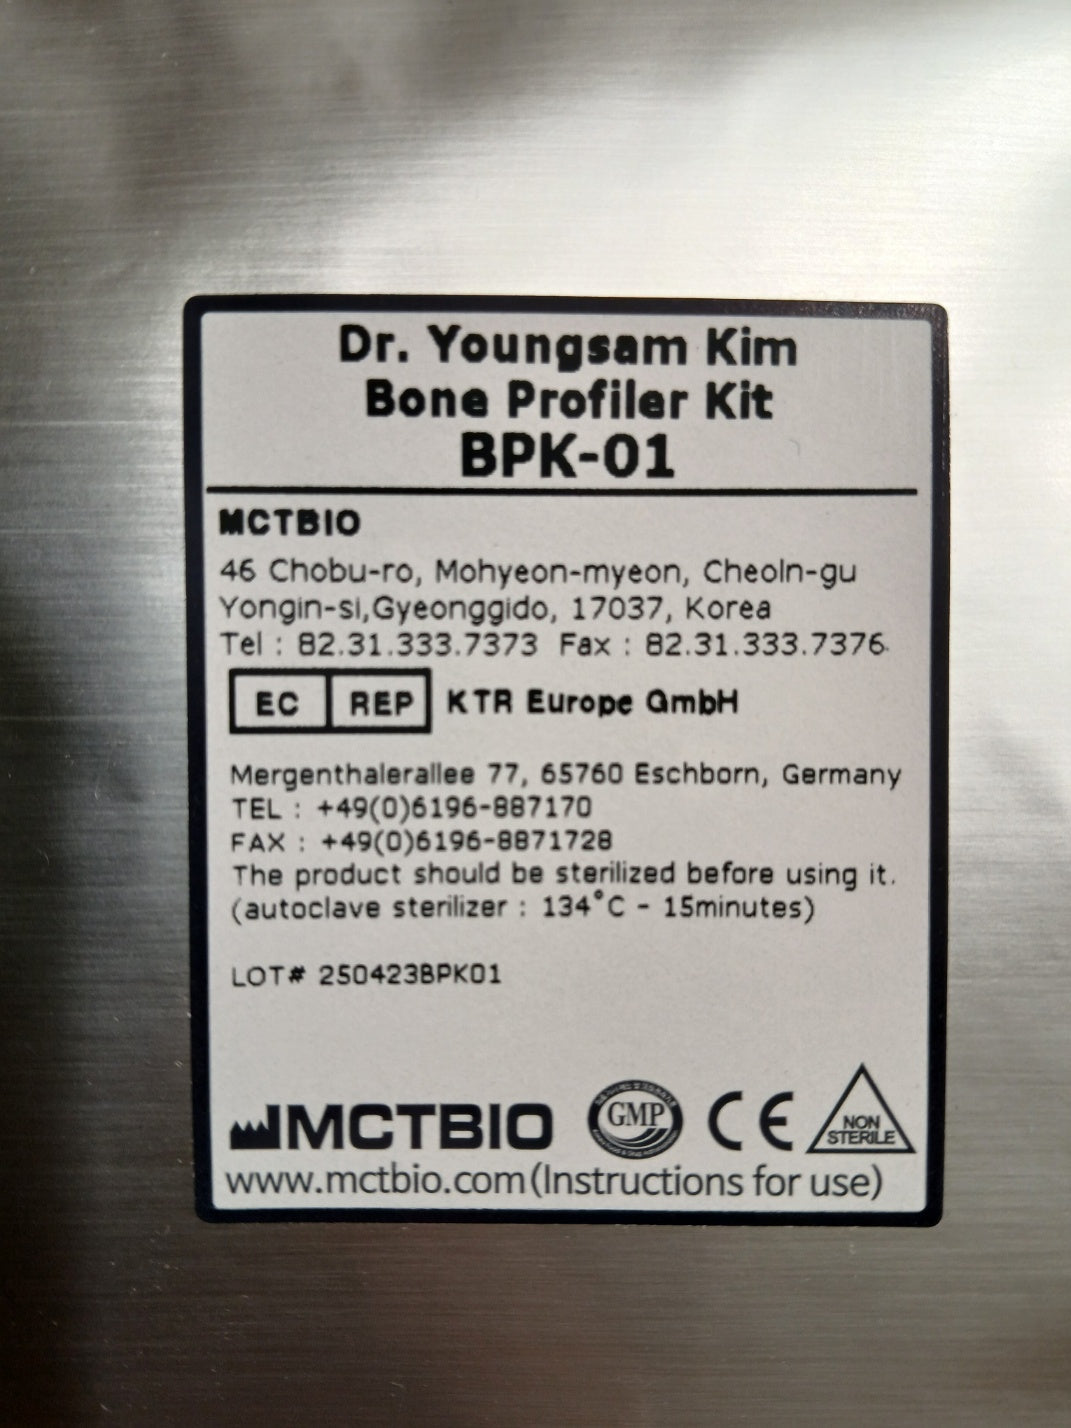 Dr. Youngsam Kim
Bone Profiler Kit
BPK-01
MCTBIO
46 Chobu-ro, Mohyeon-myeon, Cheoln-gu
Yongin-si,Gyeonggido, 17037, Korea
Tel : 82.31.333.7373 Fax : 82.31.333.7376
EC REP KTR Europe GmbH
Mergenthalerallee 77, 65760 Eschborn, Germany
TEL : +49(0)6196-887170
FAX : +49(0)6196-8871728
The product should be sterilized before using it.
(autoclave sterilizer : 134°C - 15minutes)
LOT# 250423BPK01
MCTBIO GMP CE NON STERILE
www.mctbio.com(Instructions for use)